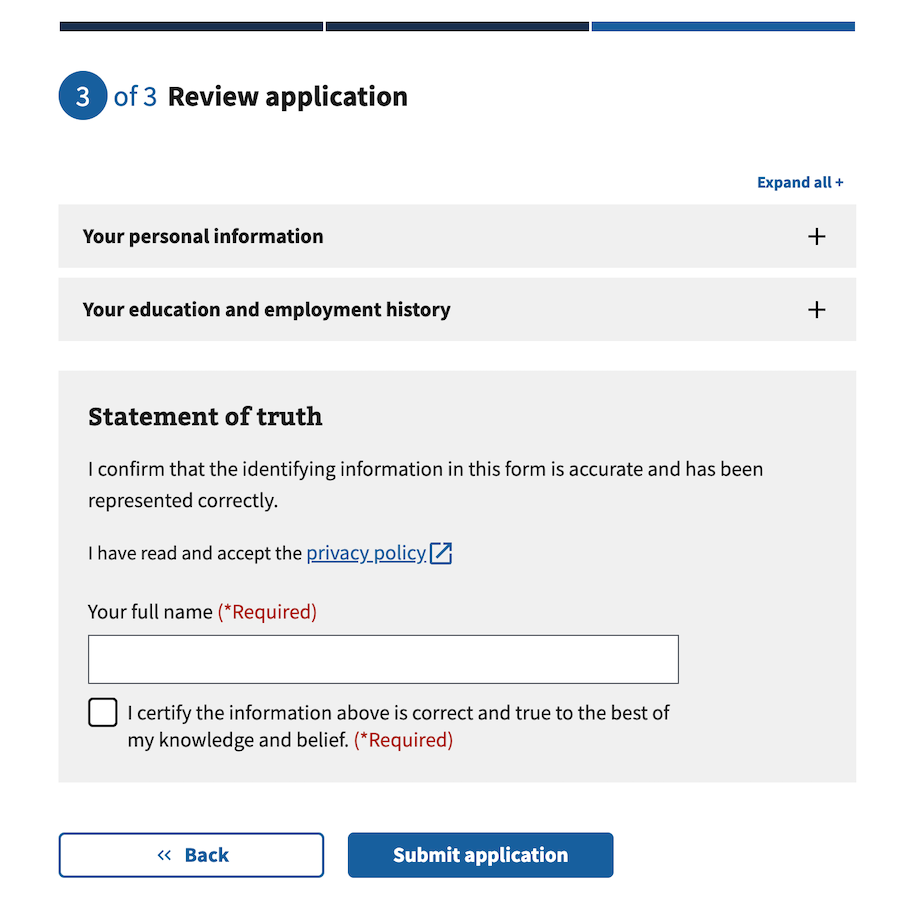 3 of 3 Review application
Expand all +
Your personal information
Your education and employment history
Statement of truth
I confirm that the identifying information in this form is accurate and has been
represented correctly.
I have read and accept the privacy policy
Your full name (*Required)
I certify the information above is correct and true to the best of
my knowledge and belief. (*Required)
« Back
Submit application